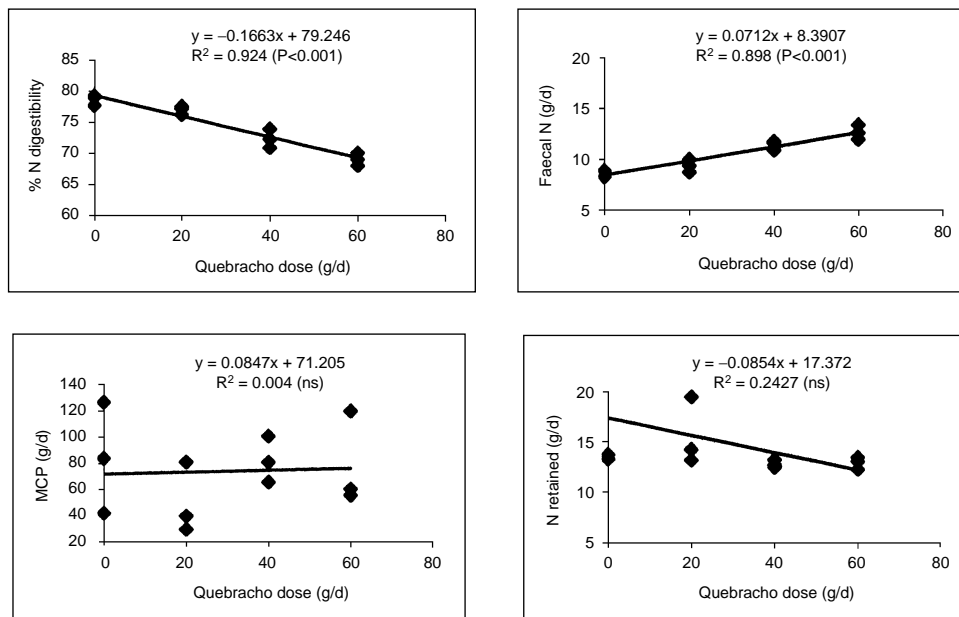 y = –0.1663x + 79.246
R² = 0.924 (P<0.001)
85
80
75
70
65
60
% N digestibility
0 20 40 60 80
Quebracho dose (g/d)
y = 0.0712x + 8.3907
R² = 0.898 (P<0.001)
20
15
10
5
Faecal N (g/d)
0 20 40 60 80
Quebracho dose (g/d)
y = 0.0847x + 71.205
R² = 0.004 (ns)
140
120
100
80
60
40
20
MCP (g/d)
0 20 40 60 80
Quebracho dose (g/d)
y = –0.0854x + 17.372
R² = 0.2427 (ns)
20
15
10
5
N retained (g/d)
0 20 40 60 80
Quebracho dose (g/d)